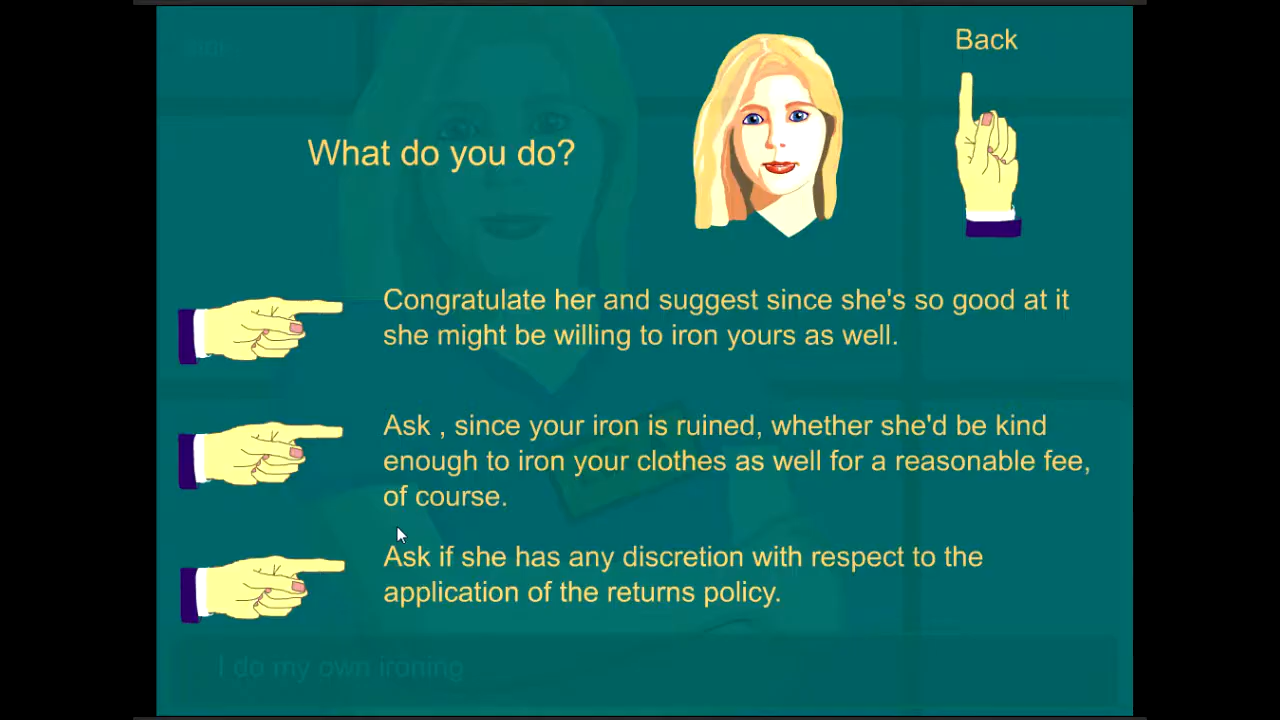 Back
What do you do?
Congratulate her and suggest since she's so good at it
she might be willing to iron yours as well.
Ask , since your iron is ruined, whether she'd be kind
enough to iron your clothes as well for a reasonable fee,
of course.
Ask if she has any discretion with respect to the
application of the returns policy.
I do my own ironing